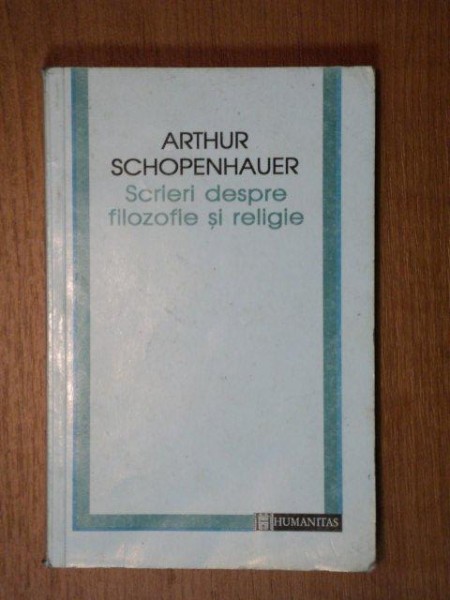 ARTHUR
SCHOPENHAUER
Scrieri despre
filozofie și religie
HUMANITAS